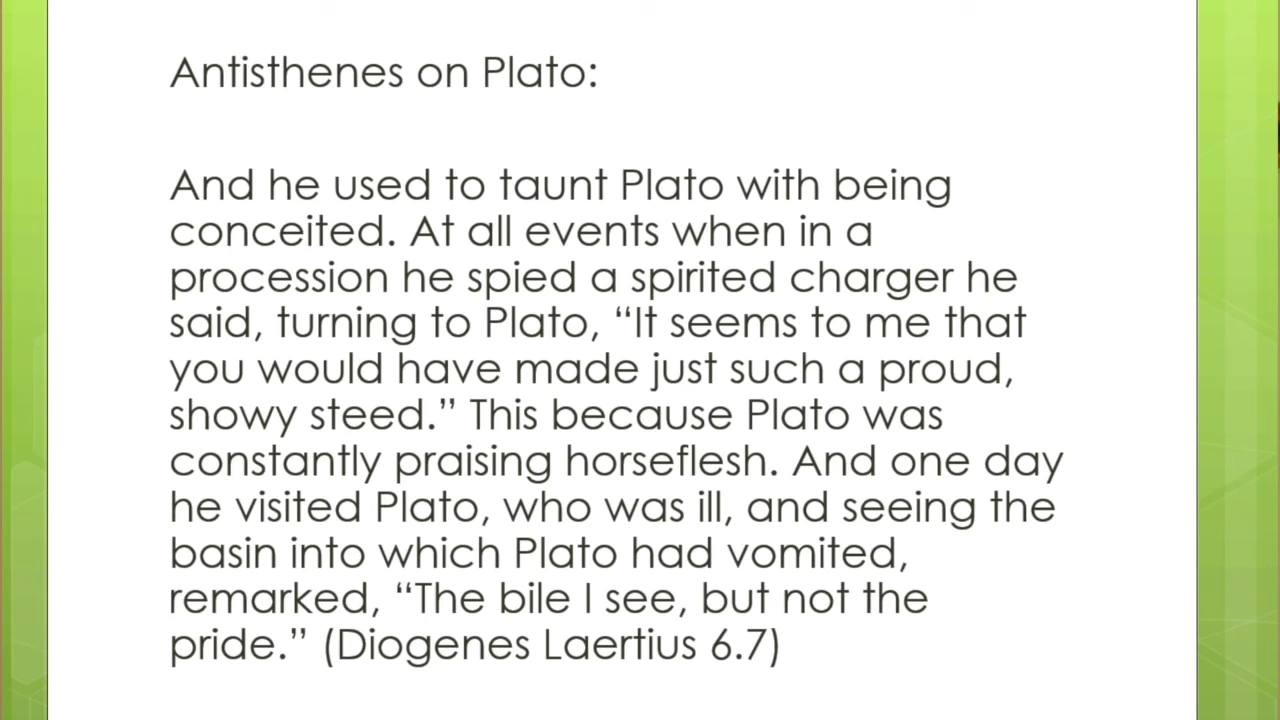 Antisthenes on Plato:
And he used to taunt Plato with being
conceited. At all events when in a
procession he spied a spirited charger he
said, turning to Plato, “It seems to me that
you would have made just such a proud,
showy steed.” This because Plato was
constantly praising horseflesh. And one day
he visited Plato, who was ill, and seeing the
basin into which Plato had vomited,
remarked, “The bile I see, but not the
pride.” (Diogenes Laertius 6.7)